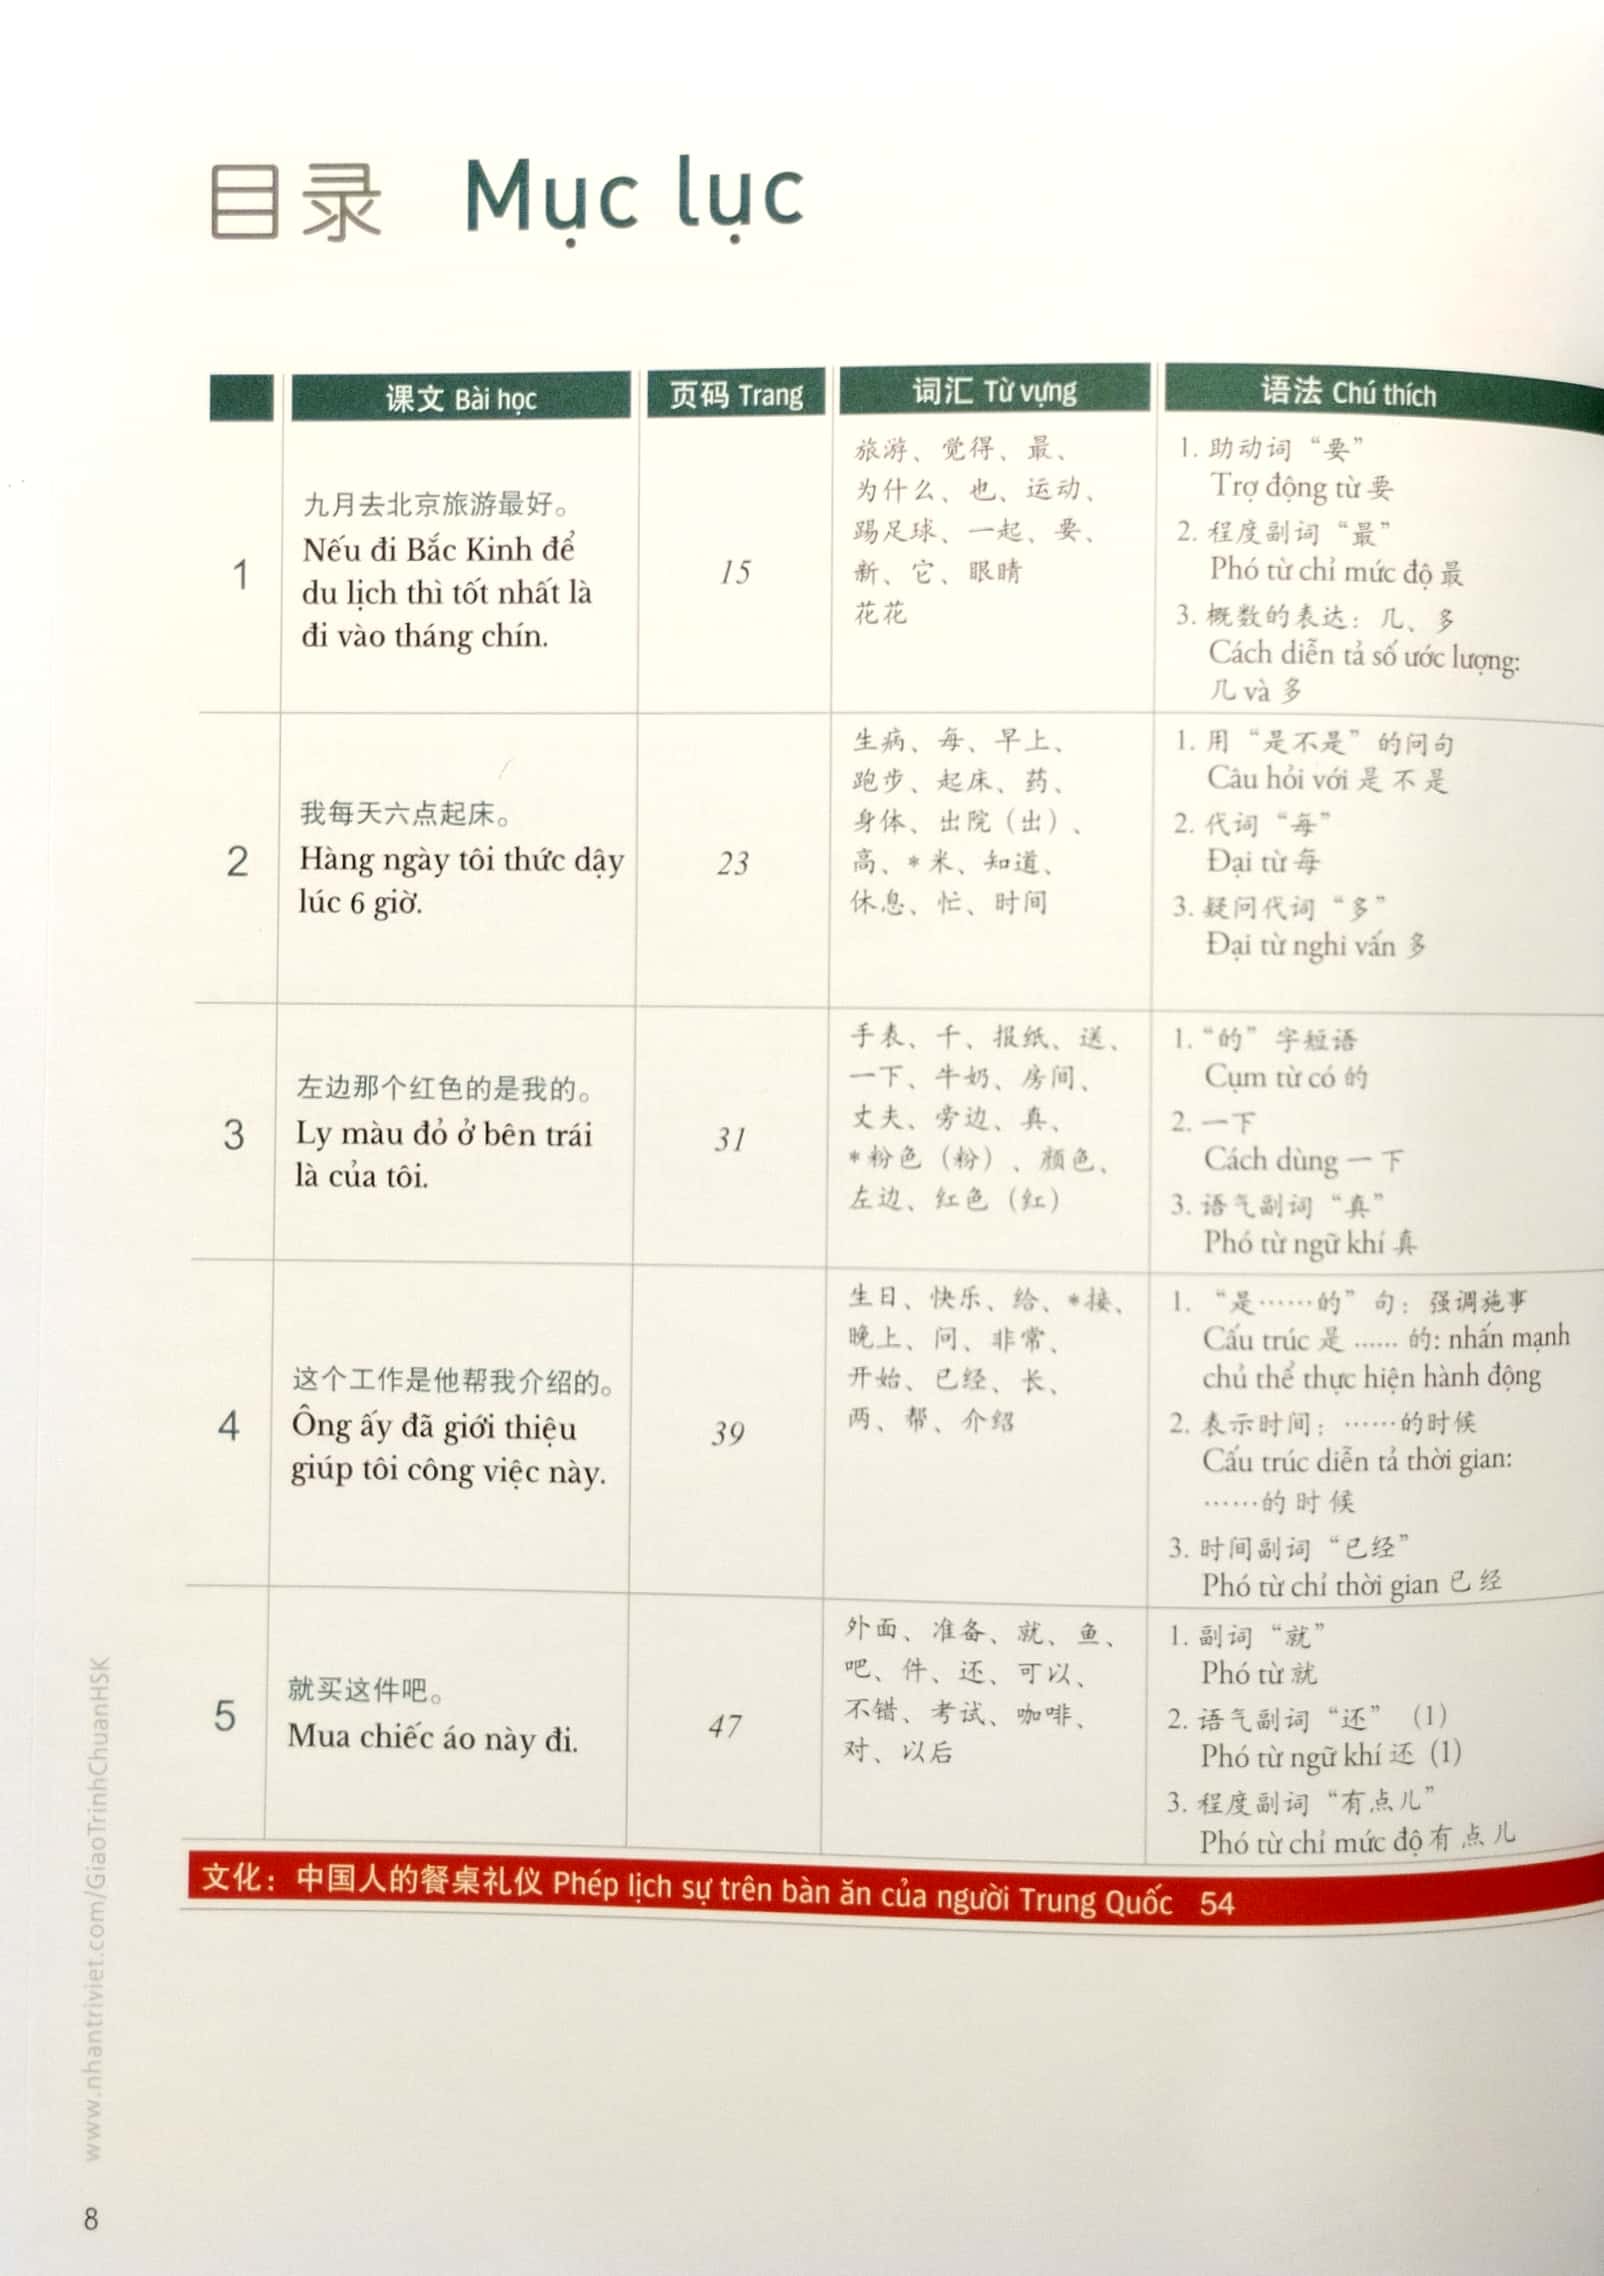 目录 Mục lục
课文 Bài học
页码 Trang
词汇 Từ vựng
语法 Chú thích
1
九月去北京旅游最好。
Nếu đi Bắc Kinh để
du lịch thì tốt nhất là
đi vào tháng chín.
15
旅游、觉得、最、
为什么、也、运动、
踢足球、一起、要、
新、它、眼睛
花花
1. 助动词“要”
Trợ động từ 要
2. 程度副词“最”
Phó từ chỉ mức độ 最
3. 概数的表达：几、多
Cách diễn tả số ước lượng:
几 và 多
2
我每天六点起床。
Hàng ngày tôi thức dậy
lúc 6 giờ.
23
生病、每、早上、
跑步、起床、药、
身体、出院（出）、
高、*米、知道、
休息、忙、时间
1. 用“是不是”的问句
Câu hỏi với 是不是
2. 代词“每”
Đại từ 每
3. 疑问代词“多”
Đại từ nghi vấn 多
3
左边那个红色的是我的。
Ly màu đỏ ở bên trái
là của tôi.
31
手表、千、报纸、送、
一下、牛奶、房间、
丈夫、旁边、真、
*粉色（粉）、颜色、
左边、红色（红）
1. “的”字短语
Cụm từ có 的
2. 一下
Cách dùng 一下
3. 语气副词“真”
Phó từ ngữ khí 真
4
这个工作是他帮我介绍的。
Ông ấy đã giới thiệu
giúp tôi công việc này.
39
生日、快乐、给、*接、
晚上、问、非常、
开始、已经、长、
两、帮、介绍
1. “是……的”句：强调施事
Cấu trúc 是 ...... 的: nhấn mạnh
chủ thể thực hiện hành động
2. 表示时间：……的时候
Cấu trúc diễn tả thời gian:
……的时候
3. 时间副词“已经”
Phó từ chỉ thời gian 已经
5
就买这件吧。
Mua chiếc áo này đi.
47
外面、准备、就、鱼、
吧、件、还、可以、
不错、考试、咖啡、
对、以后
1. 副词“就”
Phó từ 就
2. 语气副词“还”(1)
Phó từ ngữ khí 还 (1)
3. 程度副词“有点儿”
Phó từ chỉ mức độ 有点儿
文化：中国人的餐桌礼仪 Phép lịch sự trên bàn ăn của người Trung Quốc 54
www.nhantriviet.com/GiaoTrinhChuanHSK
8